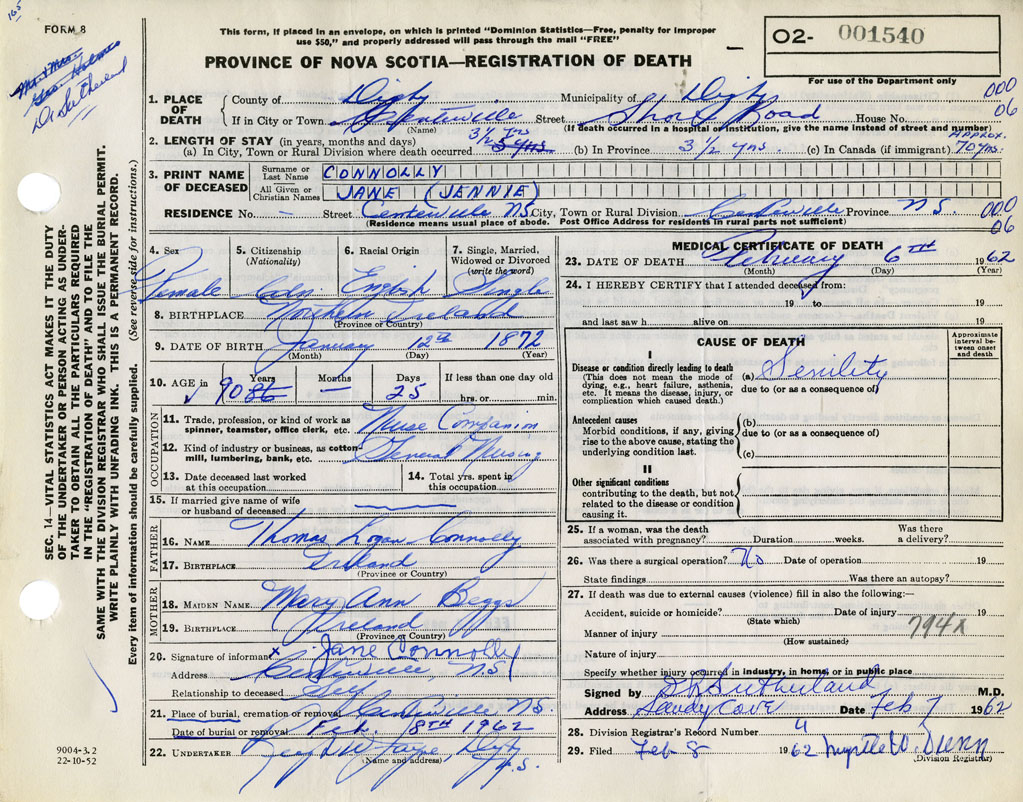 165
FORM 8
This form, if placed in an envelope, on which is printed "Dominion Statistics—Free, penalty for improper
use $50," and properly addressed will pass through the mail "FREE"
O2- 001540
PROVINCE OF NOVA SCOTIA—REGISTRATION OF DEATH
For use of the Department only
Dr Sutherland
SEC. 14—VITAL STATISTICS ACT MAKES IT THE DUTY
OF THE UNDERTAKER OR PERSON ACTING AS UNDER-
TAKER TO OBTAIN ALL THE PARTICULARS REQUIRED
IN THE "REGISTRATION OF DEATH" AND TO FILE THE
SAME WITH THE DIVISION REGISTRAR WHO SHALL ISSUE THE BURIAL PERMIT.
WRITE PLAINLY WITH UNFADING INK. THIS IS A PERMANENT RECORD.
Every item of information should be carefully supplied. (See reverse side for instructions.)
1. PLACE OF DEATH County of Digby Municipality of Digby 000
If in City or Town Centreville Street Shore Road House No. 06
(Name) (If death occurred in a hospital or institution, give the name instead of street and number)
2. LENGTH OF STAY (in years, months and days) 3½ yrs Approx.
(a) In City, Town or Rural Division where death occurred (b) In Province 3 1/2 yrs. (c) In Canada (if immigrant) 70 yrs.
3. PRINT NAME OF DECEASED Surname or Last Name CONNOLLY
All Given or Christian Names JANE (JENNIE)
RESIDENCE No. - Street Centreville N.S. City, Town or Rural Division Centreville Province N.S. 000
(Residence means usual place of abode. Post Office Address for residents in rural parts not sufficient) 06
4. Sex 5. Citizenship (Nationality) 6. Racial Origin 7. Single, Married, Widowed or Divorced (write the word)
Female Cdn. English Single
8. BIRTHPLACE Northern Ireland
(Province or Country)
9. DATE OF BIRTH January 12th 1872
(Month) (Day) (Year)
10. AGE in Years Months Days If less than one day old
90 86 — 25 hrs. or min.
OCCUPATION
11. Trade, profession, or kind of work as
spinner, teamster, office clerk, etc. Nurse Companion
12. Kind of industry or business, as cotton-
mill, lumbering, bank, etc. General Nursing
13. Date deceased last worked
at this occupation
14. Total yrs. spent in
this occupation
15. If married give name of wife
or husband of deceased —
FATHER
16. NAME Thomas Logan Connolly
17. BIRTHPLACE Ireland
(Province or Country)
MOTHER
18. MAIDEN NAME Mary Ann Beggs
19. BIRTHPLACE Ireland
(Province or Country)
20. Signature of informant x Jane Connolly
Address Centreville, N.S.
Relationship to deceased Self
21. Place of burial, cremation or removal Centreville N.S.
Date of burial or removal Feb. 8TH 1962
22. UNDERTAKER Digby N.S.
(Name and address)
9004-3.2
22-10-52
MEDICAL CERTIFICATE OF DEATH
23. DATE OF DEATH February 6TH 1962
(Month) (Day) (Year)
24. I HEREBY CERTIFY that I attended deceased from:
19 to 19
and last saw h alive on 19
CAUSE OF DEATH
Approximate interval between onset and death
I
Disease or condition directly leading to death
(This does not mean the mode of
dying, e.g., heart failure, asthenia,
etc. It means the disease, injury, or
complication which caused death.)
(a) Senility
due to (or as a consequence of)
Antecedent causes
Morbid conditions, if any, giving
rise to the above cause, stating the
underlying condition last.
(b)
due to (or as a consequence of)
(c)
II
Other significant conditions
contributing to the death, but not
related to the disease or condition
causing it.
25. If a woman, was the death
associated with pregnancy? Duration weeks. Was there
a delivery?
26. Was there a surgical operation? No Date of operation 19
State findings Was there an autopsy?
27. If death was due to external causes (violence) fill in also the following:—
Accident, suicide or homicide? Date of injury 19
(State which)
Manner of injury 794x
(How sustained)
Nature of injury
Specify whether injury occurred in industry, in home or in public place
Signed by Sutherland M.D.
Address Sandy Cove Date Feb 7 1962
28. Division Registrar's Record Number 4
29. Filed Feb 8 1962 Myrtle W. Dunn
(Division Registrar)